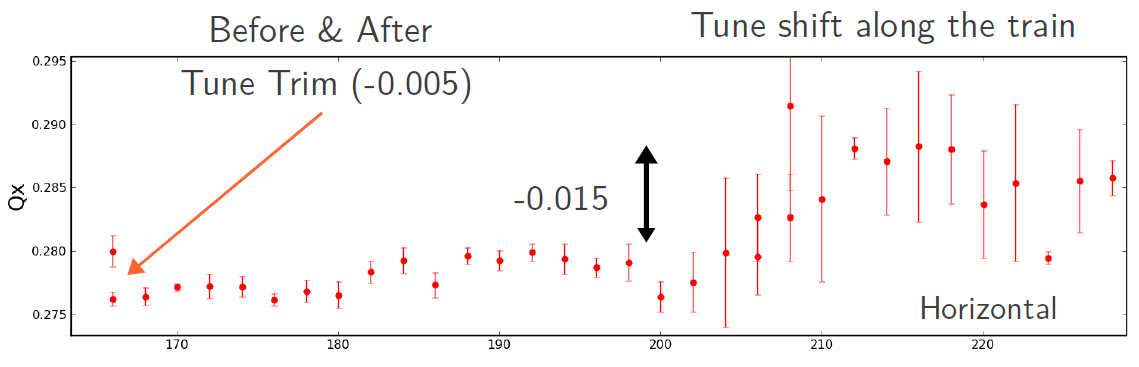 Before & After
Tune shift along the train
Tune Trim (-0.005)
-0.015
Horizontal
Qx
0.295
0.290
0.285
0.280
0.275
170
180
190
200
210
220